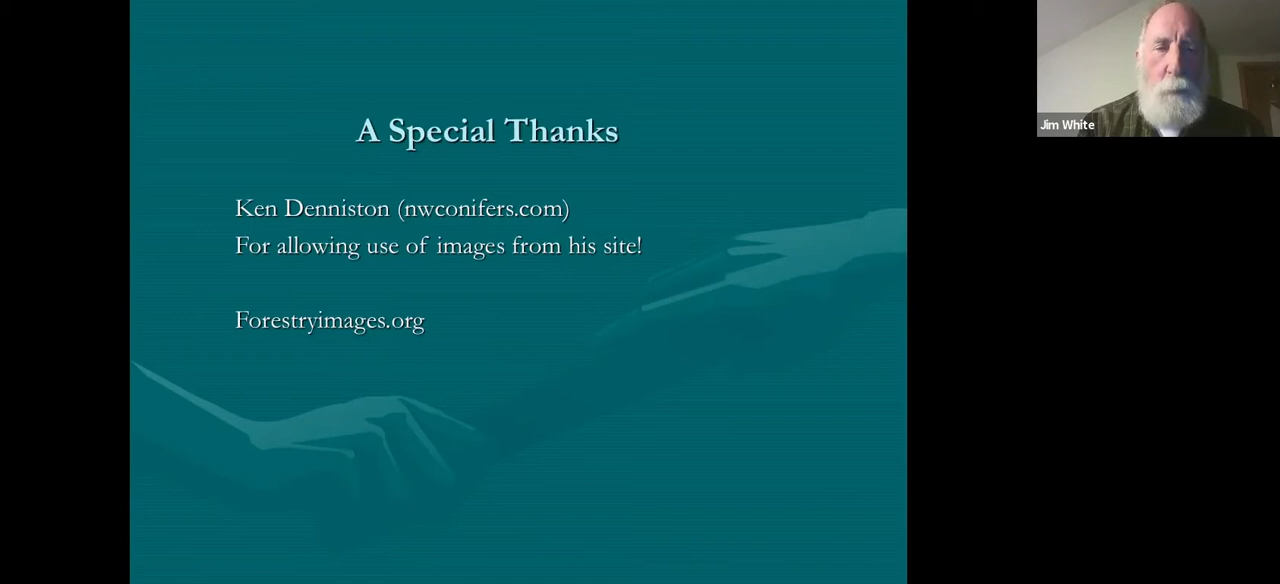 A Special Thanks
Ken Denniston (nwconifers.com)
For allowing use of images from his site!
Forestryimages.org
Jim White